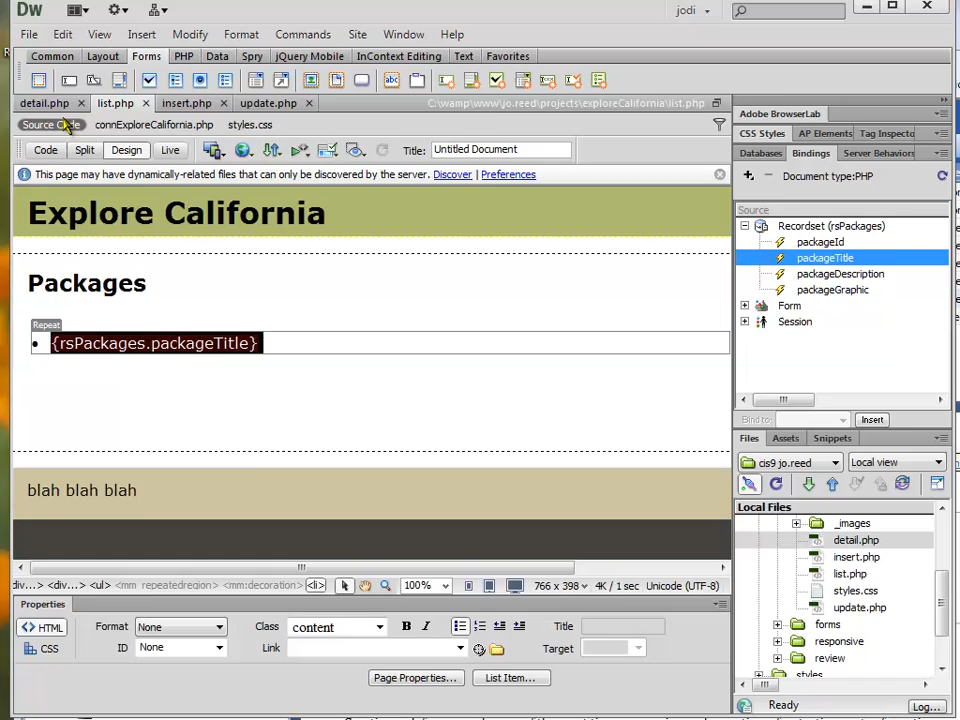 Dw
jodi
File Edit View Insert Modify Format Commands Site Window Help
Common Layout Forms PHP Data Spry jQuery Mobile InContext Editing Text Favorites
detail.php list.php insert.php update.php C:\wamp\www\jo.reed\projects\exploreCalifornia\list.php
connExploreCalifornia.php styles.css
Code Split Design Live Title: Untitled Document
This page may have dynamically-related files that can only be discovered by the server. Discover Preferences
Explore California
Packages
Repeat
{rsPackages.packageTitle}
blah blah blah
<div...> <div...> <ul> <mm:repeatedregion> <mm:decoration> <li> 100% 766 x 398 4K / 1 sec Unicode (UTF-8)
Properties
HTML Format None Class content B I Title
CSS ID None Link Target
Page Properties... List Item...
Adobe BrowserLab
CSS Styles AP Elements Tag Inspecto
Databases Bindings Server Behaviors
Document type:PHP
Source
Recordset (rsPackages)
packageId
packageTitle
packageDescription
packageGraphic
Form
Session
Bind to: Insert
Files Assets Snippets
cis9 jo.reed Local view
Local Files
_images
detail.php
insert.php
list.php
styles.css
update.php
forms
responsive
review
styles
Ready Log...